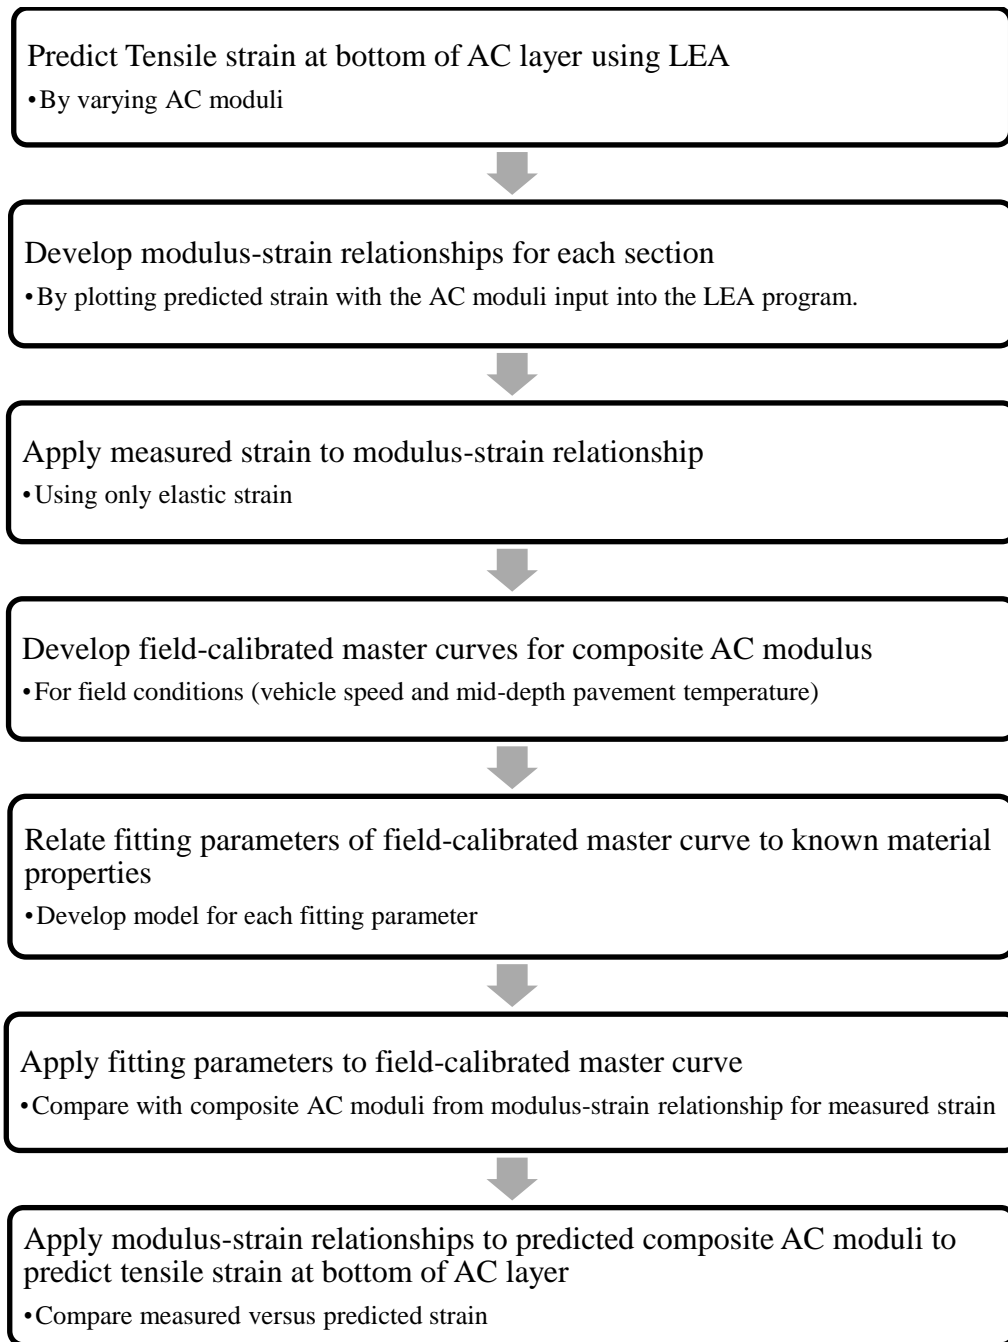 Predict Tensile strain at bottom of AC layer using LEA
•By varying AC moduli
Develop modulus-strain relationships for each section
•By plotting predicted strain with the AC moduli input into the LEA program.
Apply measured strain to modulus-strain relationship
•Using only elastic strain
Develop field-calibrated master curves for composite AC modulus
•For field conditions (vehicle speed and mid-depth pavement temperature)
Relate fitting parameters of field-calibrated master curve to known material
properties
•Develop model for each fitting parameter
Apply fitting parameters to field-calibrated master curve
•Compare with composite AC moduli from modulus-strain relationship for measured strain
Apply modulus-strain relationships to predicted composite AC moduli to
predict tensile strain at bottom of AC layer
•Compare measured versus predicted strain